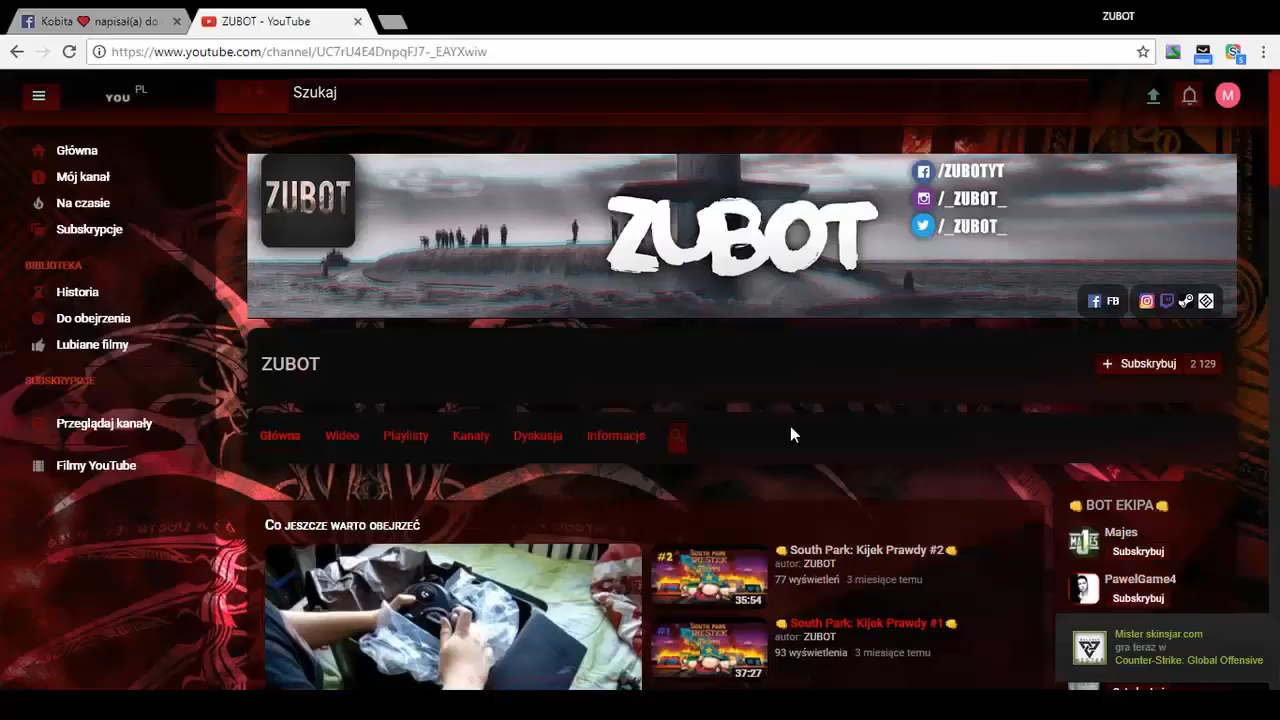 ZUBOT
Kobita ❤ napisał(a) do
ZUBOT - YouTube
https://www.youtube.com/channel/UC7rU4E4DnpqFJ7-_EAYXwiw
new
5
YOU PL
Szukaj
M
Główna
Mój kanał
Na czasie
Subskrypcje
BIBLIOTEKA
Historia
Do obejrzenia
Lubiane filmy
SUBSKRYPCJE
Przeglądaj kanały
Filmy YouTube
ZUBOT
ZUBOT
/ZUBOTYT
/_ZUBOT_
/_ZUBOT_
FB
ZUBOT
+ Subskrybuj 2 129
Główna Wideo Playlisty Kanały Dyskusja Informacje
Co jeszcze warto obejrzeć
#2
35:54
👊South Park: Kijek Prawdy #2👊
autor: ZUBOT
77 wyświetleń 3 miesiące temu
#1
37:27
👊South Park: Kijek Prawdy #1👊
autor: ZUBOT
93 wyświetlenia 3 miesiące temu
👊BOT EKIPA👊
Majes
Subskrybuj
PawelGame4
Subskrybuj
Mister skinsjar.com
gra teraz w
Counter-Strike: Global Offensive